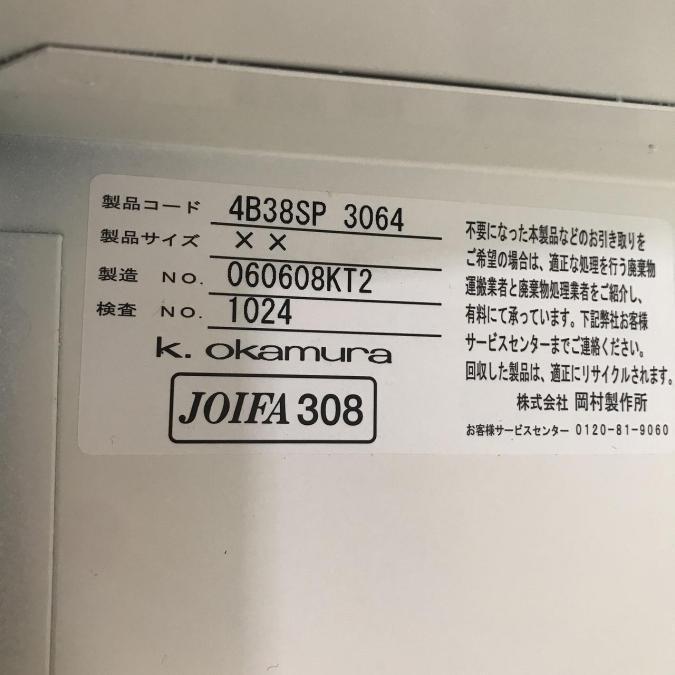 製品コード 4B38SP 3064
製品サイズ ××
製造 NO. 060608KT2
検査 NO. 1024
k. okamura
JOIFA 308
不要になった本製品などのお引き取りを
ご希望の場合は、適正な処理を行う廃棄物
運搬業者と廃棄物処理業者をご紹介し、
有料にて承っています。下記弊社お客様
サービスセンターまでご連絡ください。
回収した製品は、適正にリサイクルされます。
株式会社 岡村製作所
お客様サービスセンター 0120-81-9060